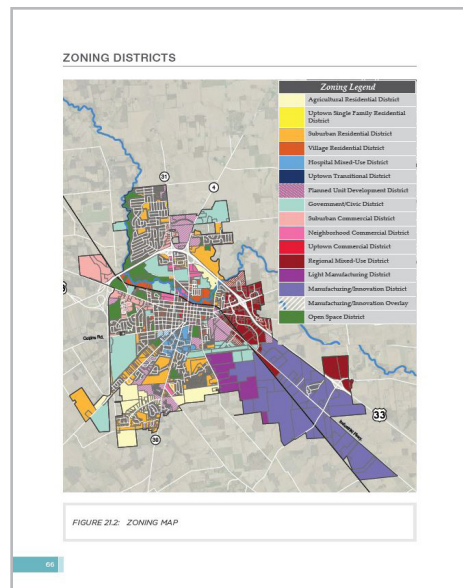 ZONING DISTRICTS
Zoning Legend
Agricultural Residential District
Uptown Single Family Residential
District
Suburban Residential District
Village Residential District
Hospital Mixed-Use District
Uptown Transitional District
Planned Unit Development District
Government/Civic District
Suburban Commercial District
Neighborhood Commercial District
Uptown Commercial District
Regional Mixed-Use District
Light Manufacturing District
Manufacturing/Innovation District
Manufacturing/Innovation Overlay
Open Space District
31
4
33
38
Industrial Pkwy
FIGURE 21.2: ZONING MAP
66